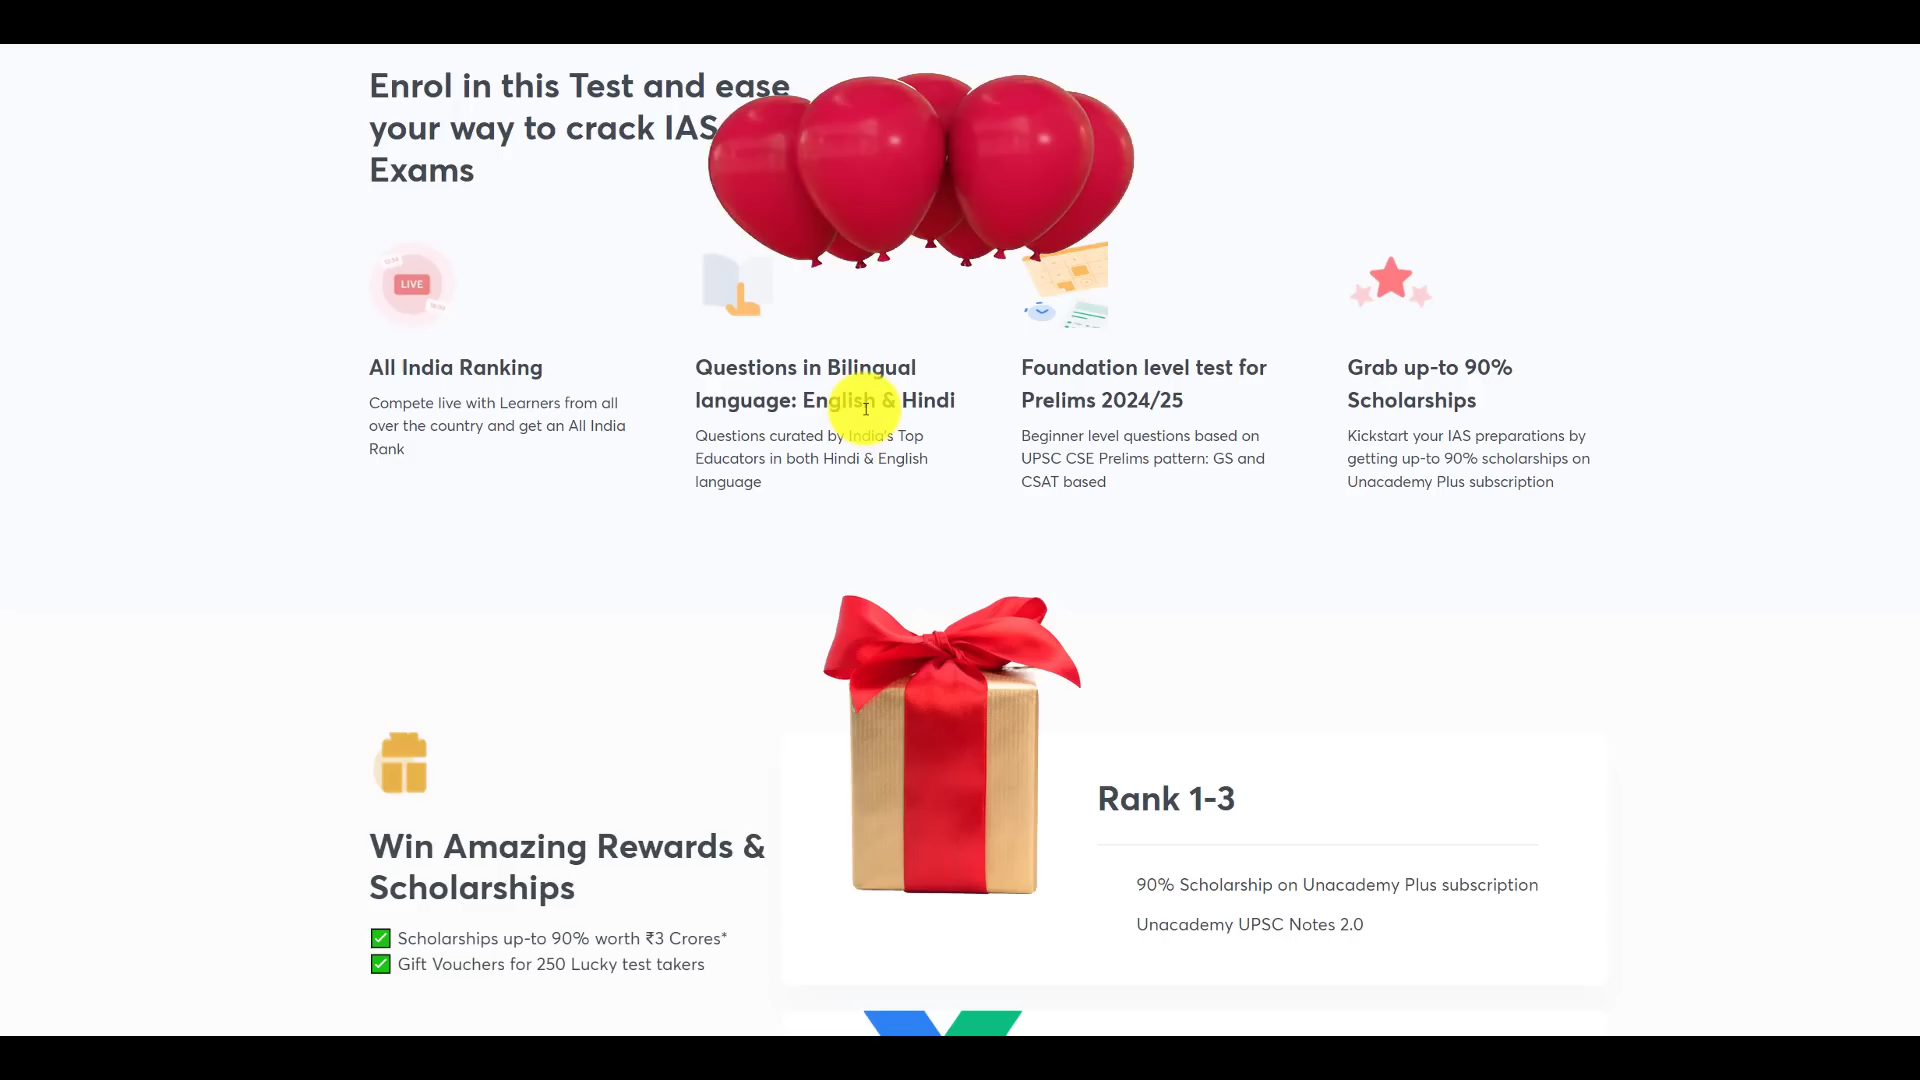 Enrol in this Test and ease
your way to crack IAS
Exams
LIVE
All India Ranking
Compete live with Learners from all
over the country and get an All India
Rank
Questions in Bilingual
language: English & Hindi
Questions curated by India's Top
Educators in both Hindi & English
language
Foundation level test for
Prelims 2024/25
Beginner level questions based on
UPSC CSE Prelims pattern: GS and
CSAT based
Grab up-to 90%
Scholarships
Kickstart your IAS preparations by
getting up-to 90% scholarships on
Unacademy Plus subscription
Win Amazing Rewards &
Scholarships
✅ Scholarships up-to 90% worth ₹3 Crores*
✅ Gift Vouchers for 250 Lucky test takers
Rank 1-3
90% Scholarship on Unacademy Plus subscription
Unacademy UPSC Notes 2.0